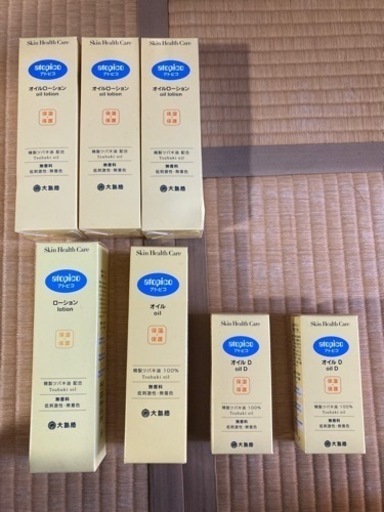 Skin Health Care
atopico
アトピコ
オイルローション
oil lotion
保湿
保護
精製ツバキ油 配合
Tsubaki oil
無香料
低刺激性・無着色
大島椿
Skin Health Care
atopico
アトピコ
オイルローション
oil lotion
保湿
保護
精製ツバキ油 配合
Tsubaki oil
無香料
低刺激性・無着色
大島椿
Skin Health Care
atopico
アトピコ
オイルローション
oil lotion
保湿
保護
精製ツバキ油 配合
Tsubaki oil
無香料
低刺激性・無着色
大島椿
Skin Health Care
atopico
アトピコ
ローション
lotion
保湿
保護
精製ツバキ油 配合
Tsubaki oil
無香料
低刺激性・無着色
大島椿
Skin Health Care
atopico
アトピコ
オイル
oil
保湿
保護
精製ツバキ油 100%
Tsubaki oil
無香料
低刺激性・無着色
大島椿
Skin Health Care
atopico
アトピコ
オイル D
oil D
保湿
保護
精製ツバキ油 100%
Tsubaki oil
無香料
低刺激性・無着色
大島椿
Skin Health Care
atopico
アトピコ
オイル D
oil D
保湿
保護
精製ツバキ油 100%
Tsubaki oil
無香料
低刺激性・無着色
大島椿